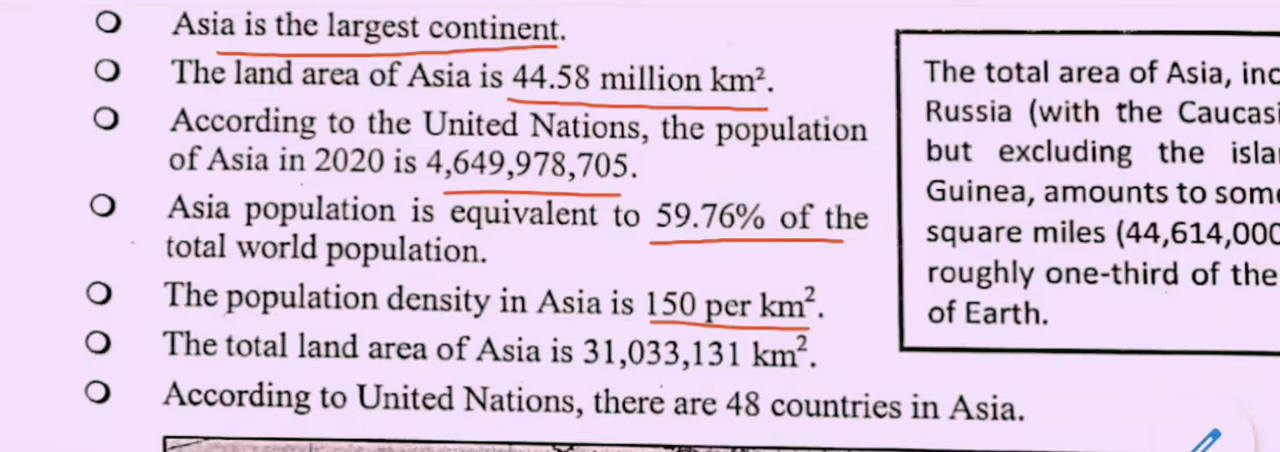 Asia is the largest continent.
The land area of Asia is 44.58 million km².
According to the United Nations, the population
of Asia in 2020 is 4,649,978,705.
Asia population is equivalent to 59.76% of the
total world population.
The population density in Asia is 150 per km².
The total land area of Asia is 31,033,131 km².
According to United Nations, there are 48 countries in Asia.
The total area of Asia, inc
Russia (with the Caucasi
but excluding the isla
Guinea, amounts to some
square miles (44,614,000
roughly one-third of the
of Earth.